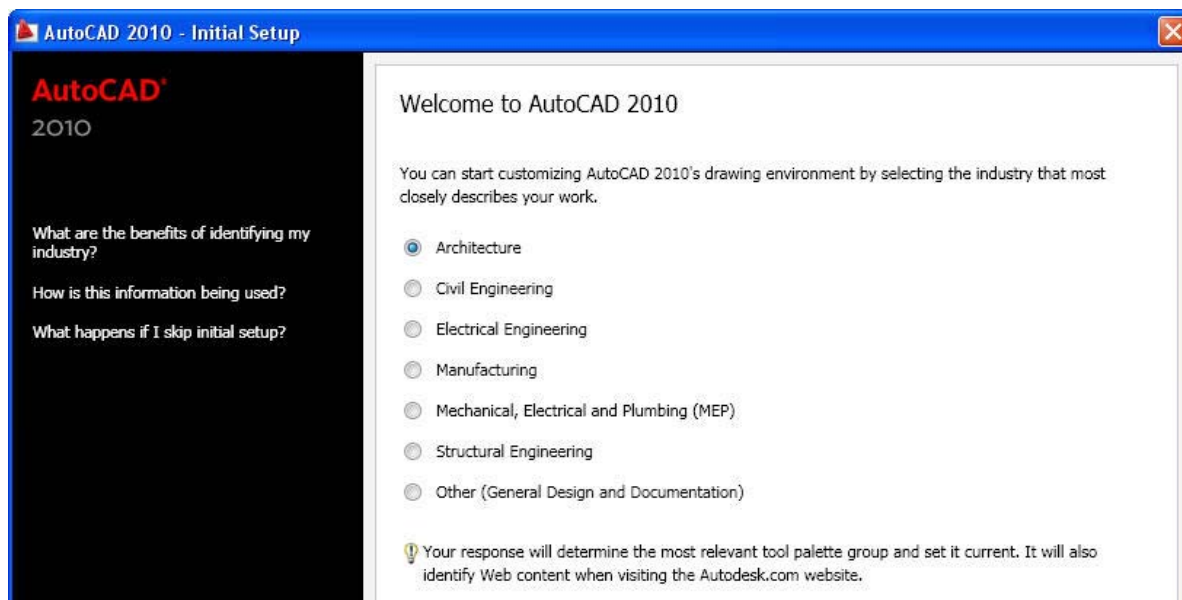 AutoCAD 2010 - Initial Setup
AutoCAD®
2010
What are the benefits of identifying my
industry?
How is this information being used?
What happens if I skip initial setup?
Welcome to AutoCAD 2010
You can start customizing AutoCAD 2010's drawing environment by selecting the industry that most
closely describes your work.
Architecture
Civil Engineering
Electrical Engineering
Manufacturing
Mechanical, Electrical and Plumbing (MEP)
Structural Engineering
Other (General Design and Documentation)
Your response will determine the most relevant tool palette group and set it current. It will also
identify Web content when visiting the Autodesk.com website.